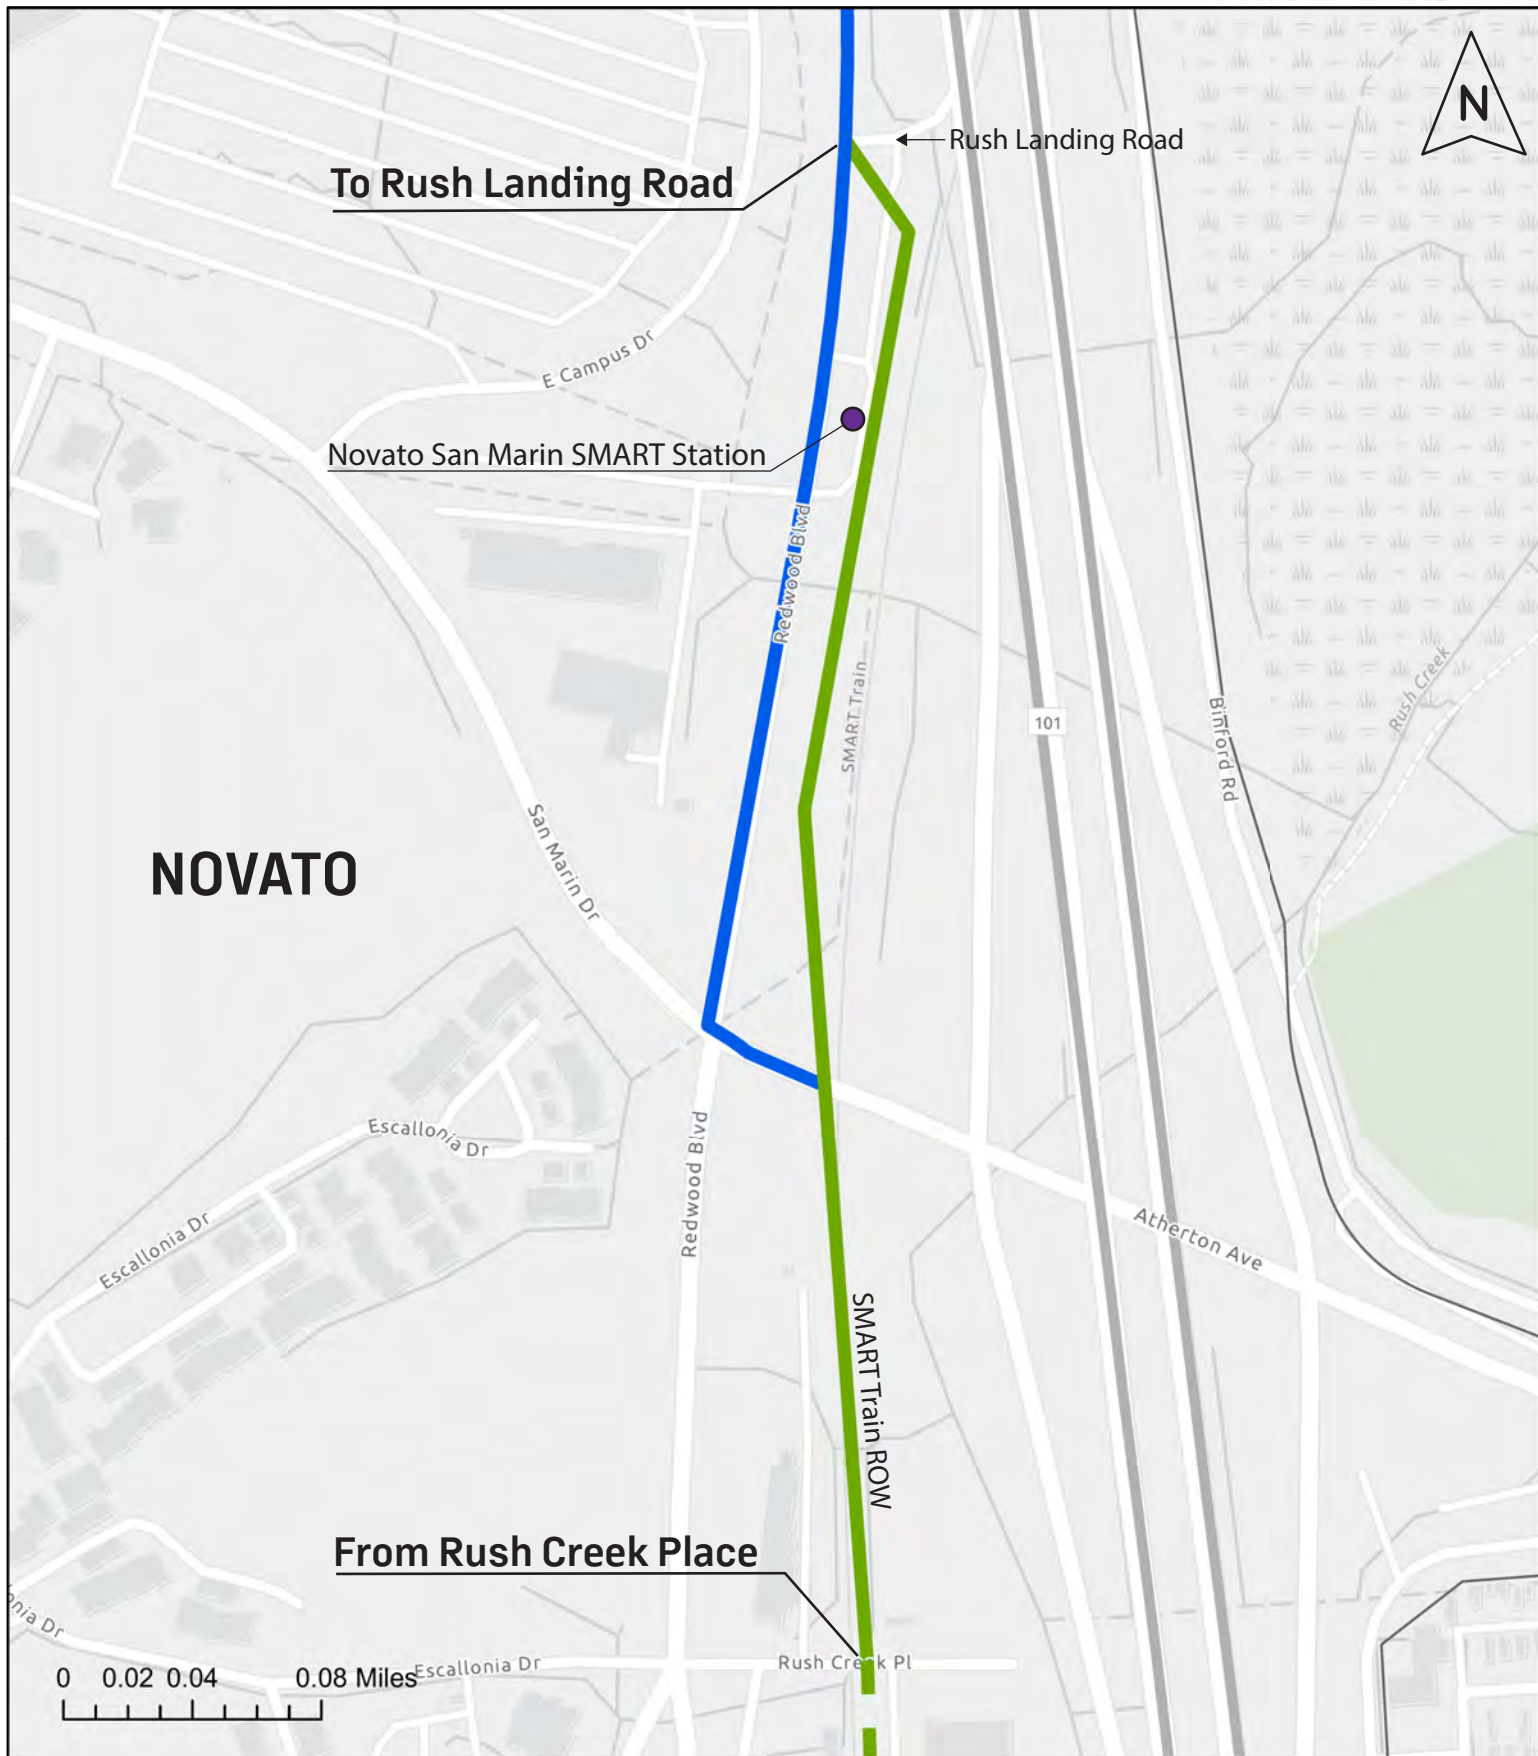 N
Rush Landing Road
To Rush Landing Road
E Campus Dr
Novato San Marin SMART Station
Redwood Blvd
SMART Train
Rush Creek
Binford Rd
101
San Marin Dr
NOVATO
Escallonia Dr
Redwood Blvd
Escallonia Dr
Atherton Ave
SMART Train ROW
From Rush Creek Place
nia Dr
Rush Creek Pl
Escallonia Dr
0 0.02 0.04 0.08 Miles